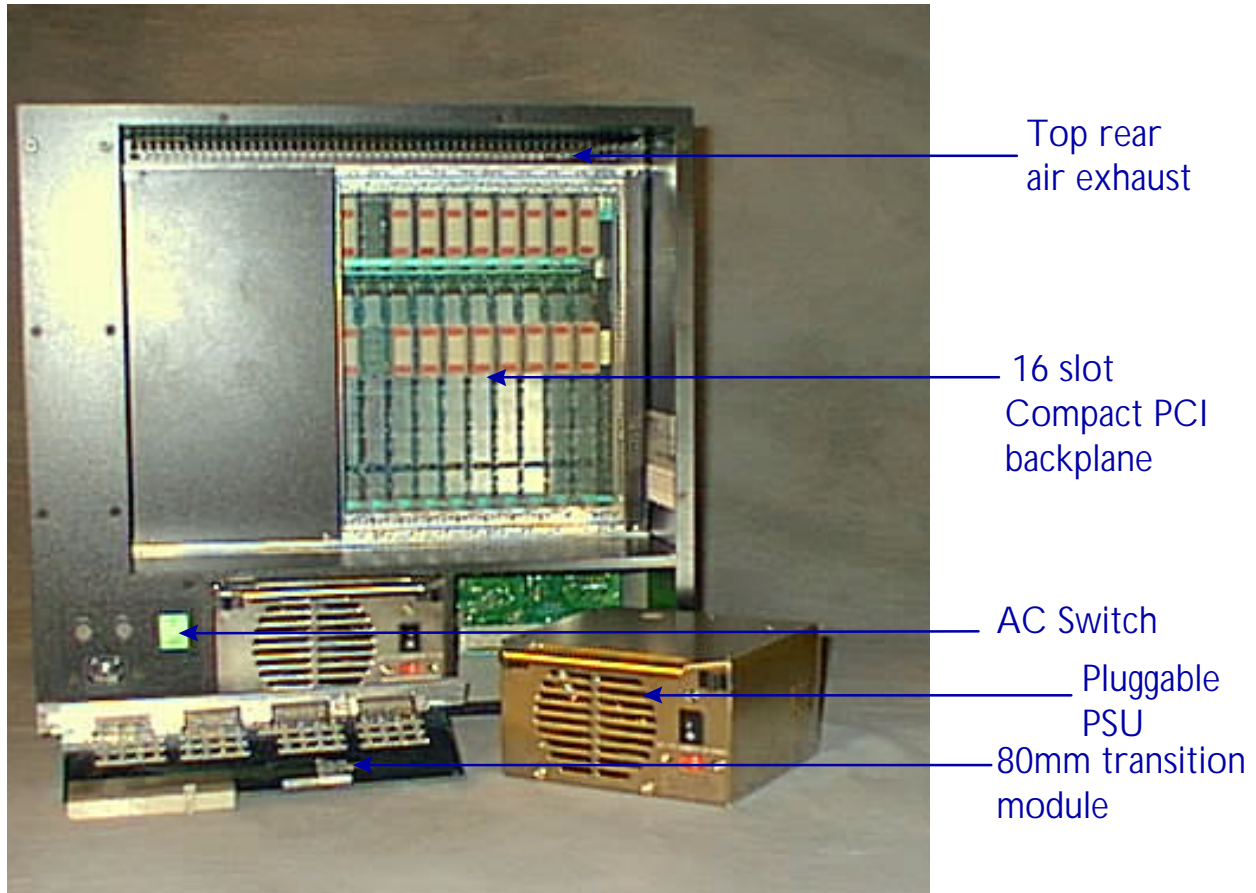 Top rear
air exhaust
16 slot
Compact PCI
backplane
AC Switch
Pluggable
PSU
80mm transition
module